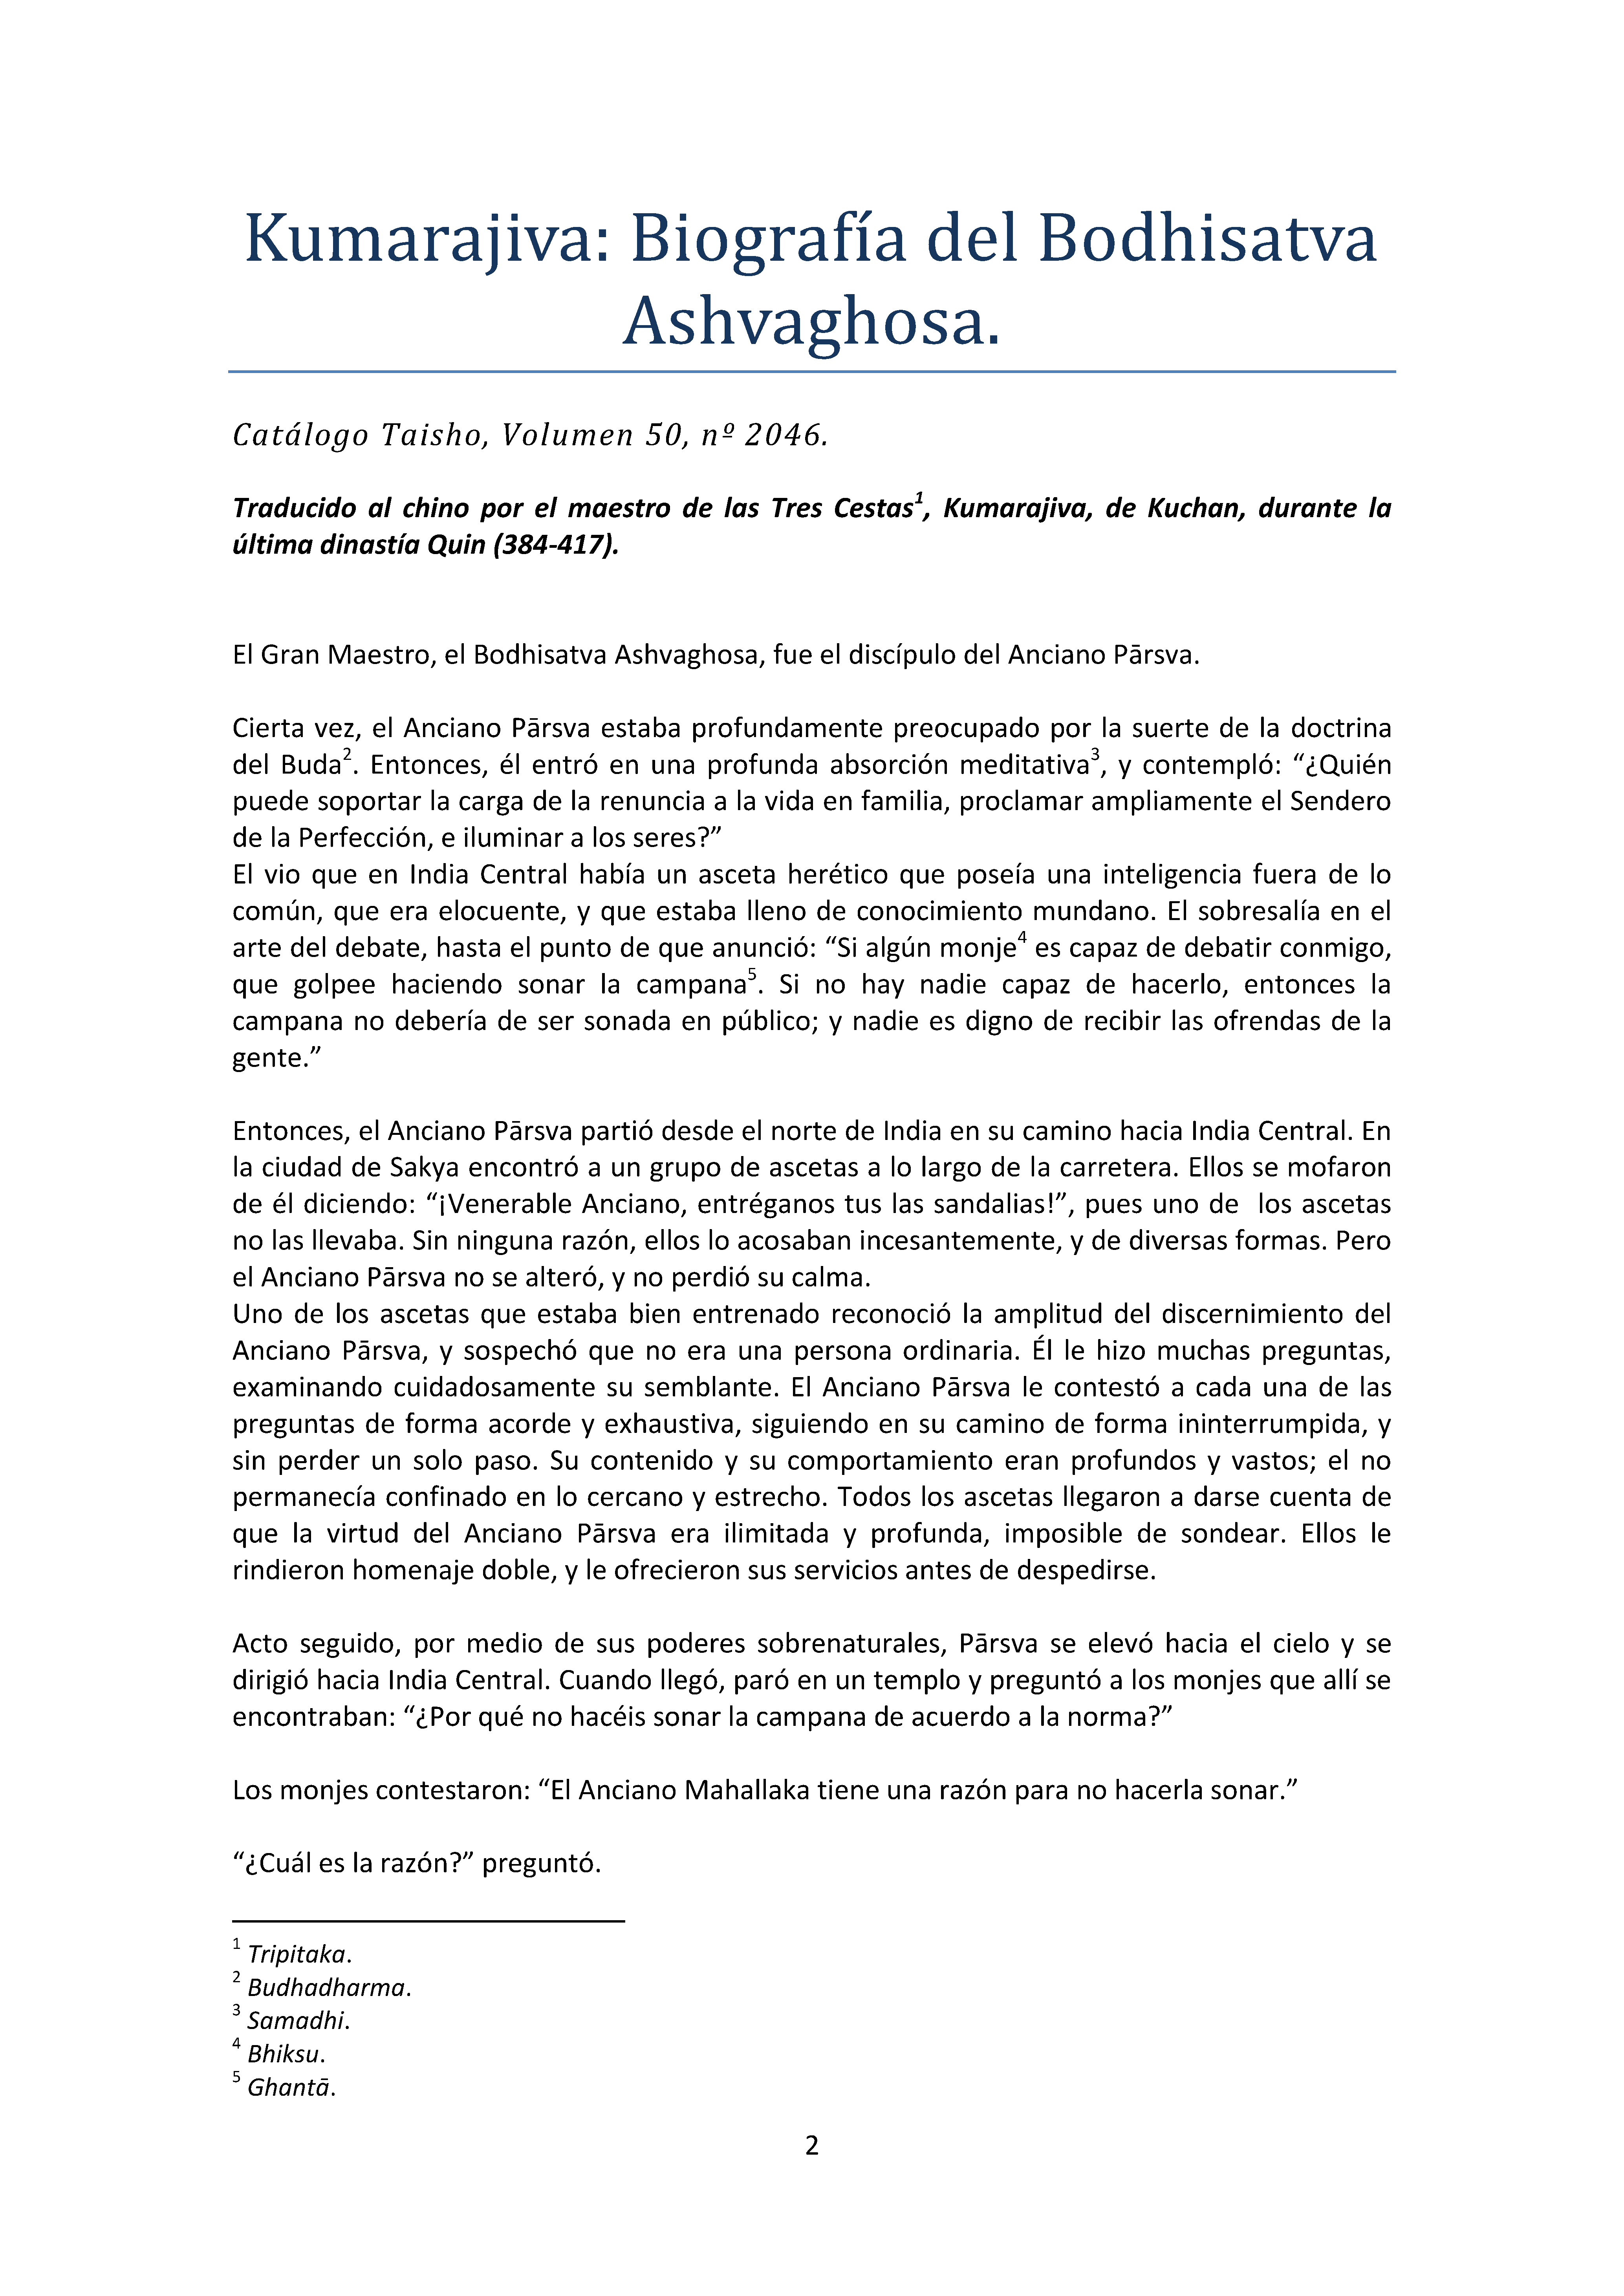 Kumarajiva: Biografía del Bodhisatva
Ashvaghosa.
Catálogo Taisho, Volumen 50, nº 2046.
Traducido al chino por el maestro de las Tres Cestas1, Kumarajiva, de Kuchan, durante la
última dinastía Quin (384-417).
El Gran Maestro, el Bodhisatva Ashvaghosa, fue el discípulo del Anciano Pārsva.
Cierta vez, el Anciano Pārsva estaba profundamente preocupado por la suerte de la doctrina
del Buda2. Entonces, él entró en una profunda absorción meditativa3, y contempló: “¿Quién
puede soportar la carga de la renuncia a la vida en familia, proclamar ampliamente el Sendero
de la Perfección, e iluminar a los seres?”
El vio que en India Central había un asceta herético que poseía una inteligencia fuera de lo
común, que era elocuente, y que estaba lleno de conocimiento mundano. El sobresalía en el
arte del debate, hasta el punto de que anunció: “Si algún monje4 es capaz de debatir conmigo,
que golpee haciendo sonar la campana5. Si no hay nadie capaz de hacerlo, entonces la
campana no debería de ser sonada en público; y nadie es digno de recibir las ofrendas de la
gente.”
Entonces, el Anciano Pārsva partió desde el norte de India en su camino hacia India Central. En
la ciudad de Sakya encontró a un grupo de ascetas a lo largo de la carretera. Ellos se mofaron
de él diciendo: “¡Venerable Anciano, entréganos tus las sandalias!”, pues uno de  los ascetas
no las llevaba. Sin ninguna razón, ellos lo acosaban incesantemente, y de diversas formas. Pero
el Anciano Pārsva no se alteró, y no perdió su calma.
Uno de los ascetas que estaba bien entrenado reconoció la amplitud del discernimiento del
Anciano Pārsva, y sospechó que no era una persona ordinaria. Él le hizo muchas preguntas,
examinando cuidadosamente su semblante. El Anciano Pārsva le contestó a cada una de las
preguntas de forma acorde y exhaustiva, siguiendo en su camino de forma ininterrumpida, y
sin perder un solo paso. Su contenido y su comportamiento eran profundos y vastos; el no
permanecía confinado en lo cercano y estrecho. Todos los ascetas llegaron a darse cuenta de
que la virtud del Anciano Pārsva era ilimitada y profunda, imposible de sondear. Ellos le
rindieron homenaje doble, y le ofrecieron sus servicios antes de despedirse.
Acto seguido, por medio de sus poderes sobrenaturales, Pārsva se elevó hacia el cielo y se
dirigió hacia India Central. Cuando llegó, paró en un templo y preguntó a los monjes que allí se
encontraban: “¿Por qué no hacéis sonar la campana de acuerdo a la norma?”
Los monjes contestaron: “El Anciano Mahallaka tiene una razón para no hacerla sonar.”
“¿Cuál es la razón?” preguntó.
1 Tripitaka.
2 Budhadharma.
3 Samadhi.
4 Bhiksu.
5 Ghantā.
2